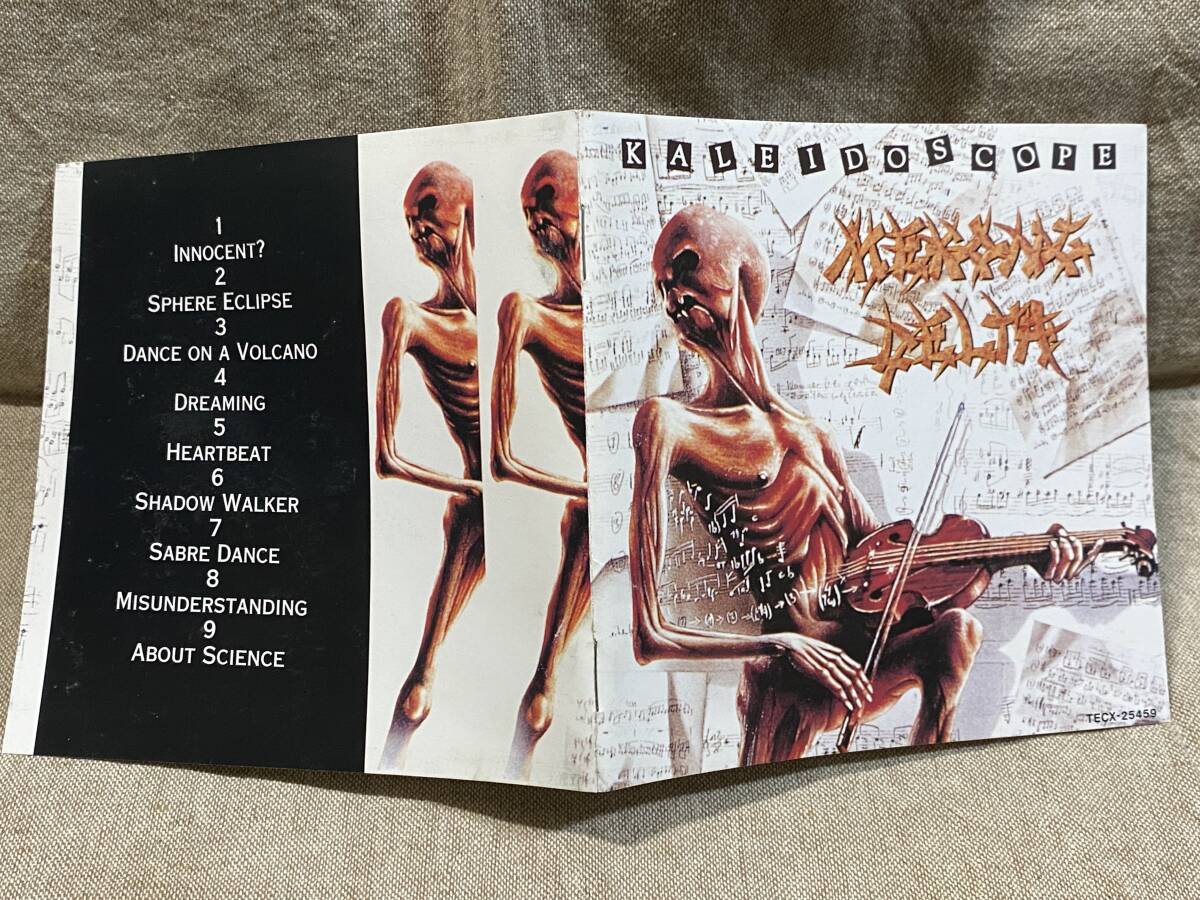 1
INNOCENT?
2
SPHERE ECLIPSE
3
DANCE ON A VOLCANO
4
DREAMING
5
HEARTBEAT
6
SHADOW WALKER
7
SABRE DANCE
8
MISUNDERSTANDING
9
ABOUT SCIENCE
KALEIDOSCOPE
MEKONG
DELTA
TECX-25459